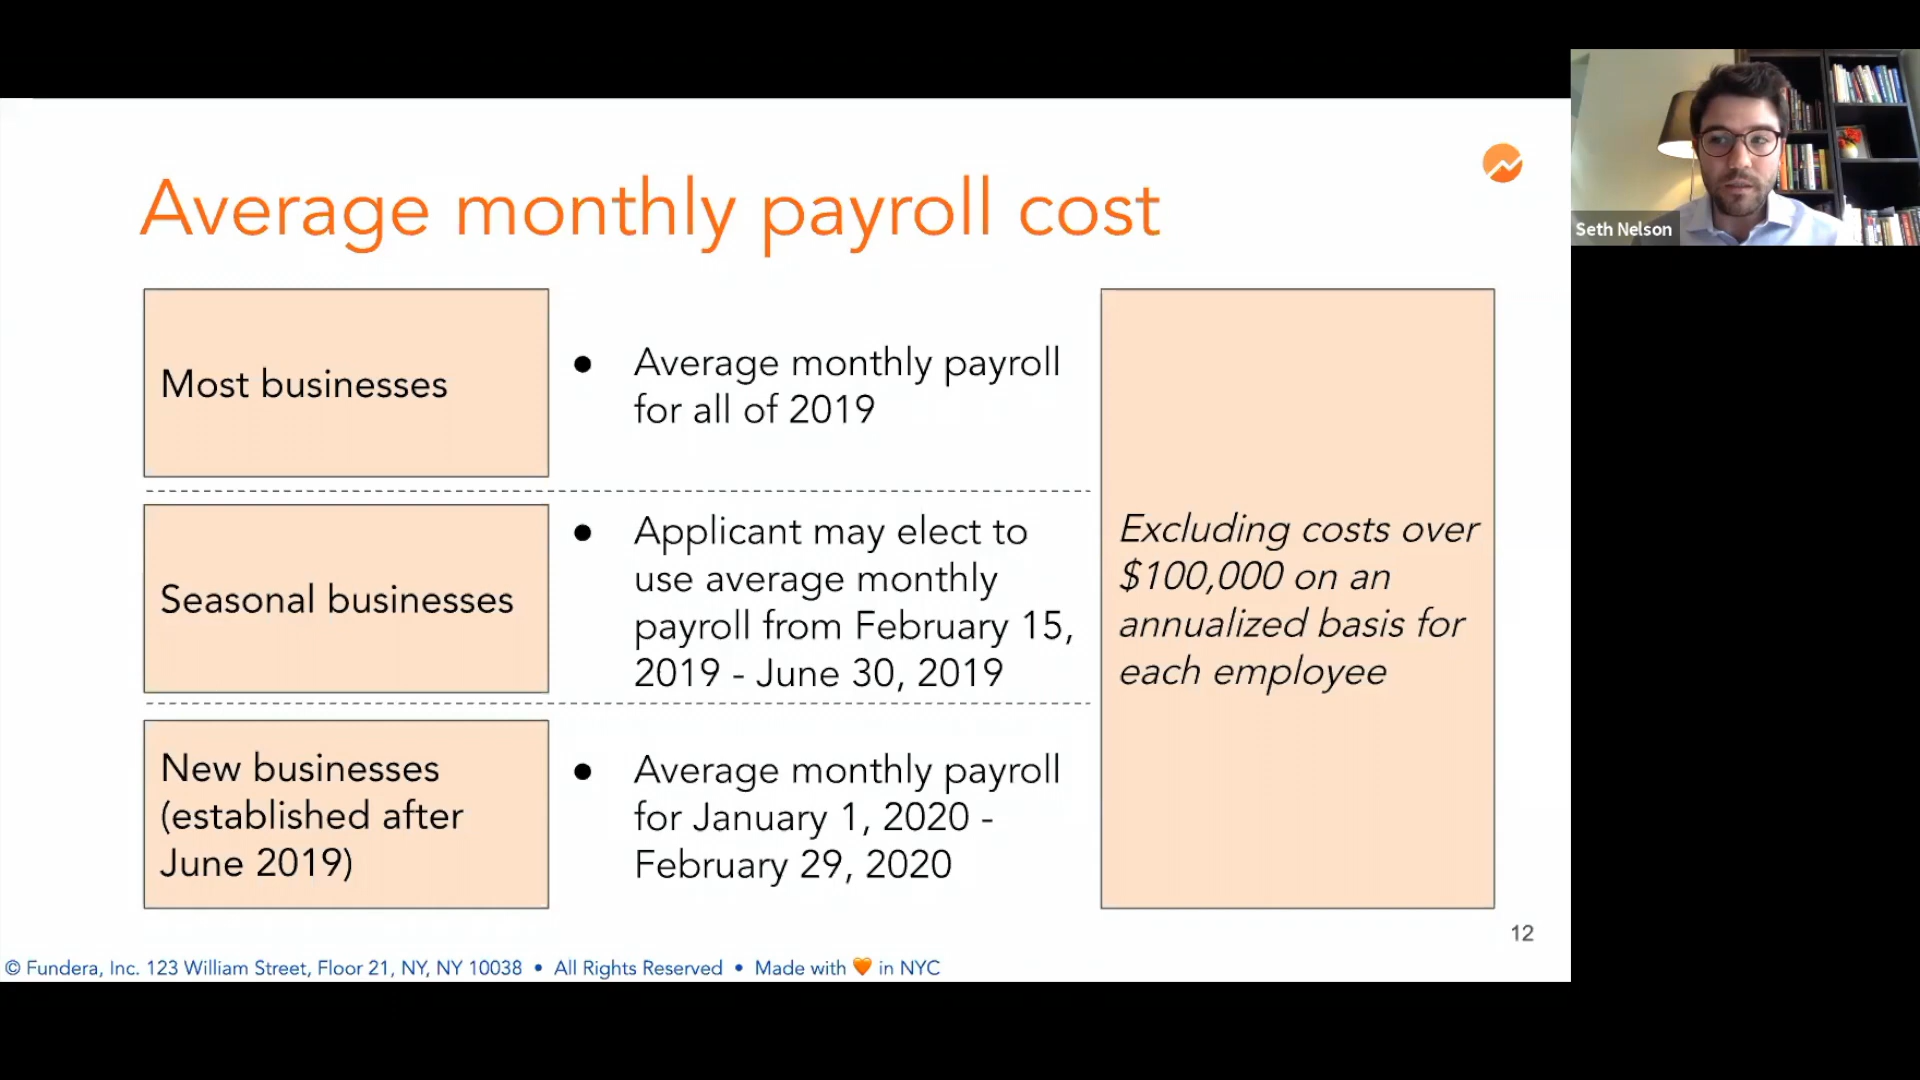 Average monthly payroll cost
Seth Nelson
Most businesses
● Average monthly payroll
for all of 2019
Seasonal businesses
● Applicant may elect to
use average monthly
payroll from February 15,
2019 - June 30, 2019
New businesses
(established after
June 2019)
● Average monthly payroll
for January 1, 2020 -
February 29, 2020
Excluding costs over
$100,000 on an
annualized basis for
each employee
12
© Fundera, Inc. 123 William Street, Floor 21, NY, NY 10038 • All Rights Reserved • Made with 🧡 in NYC